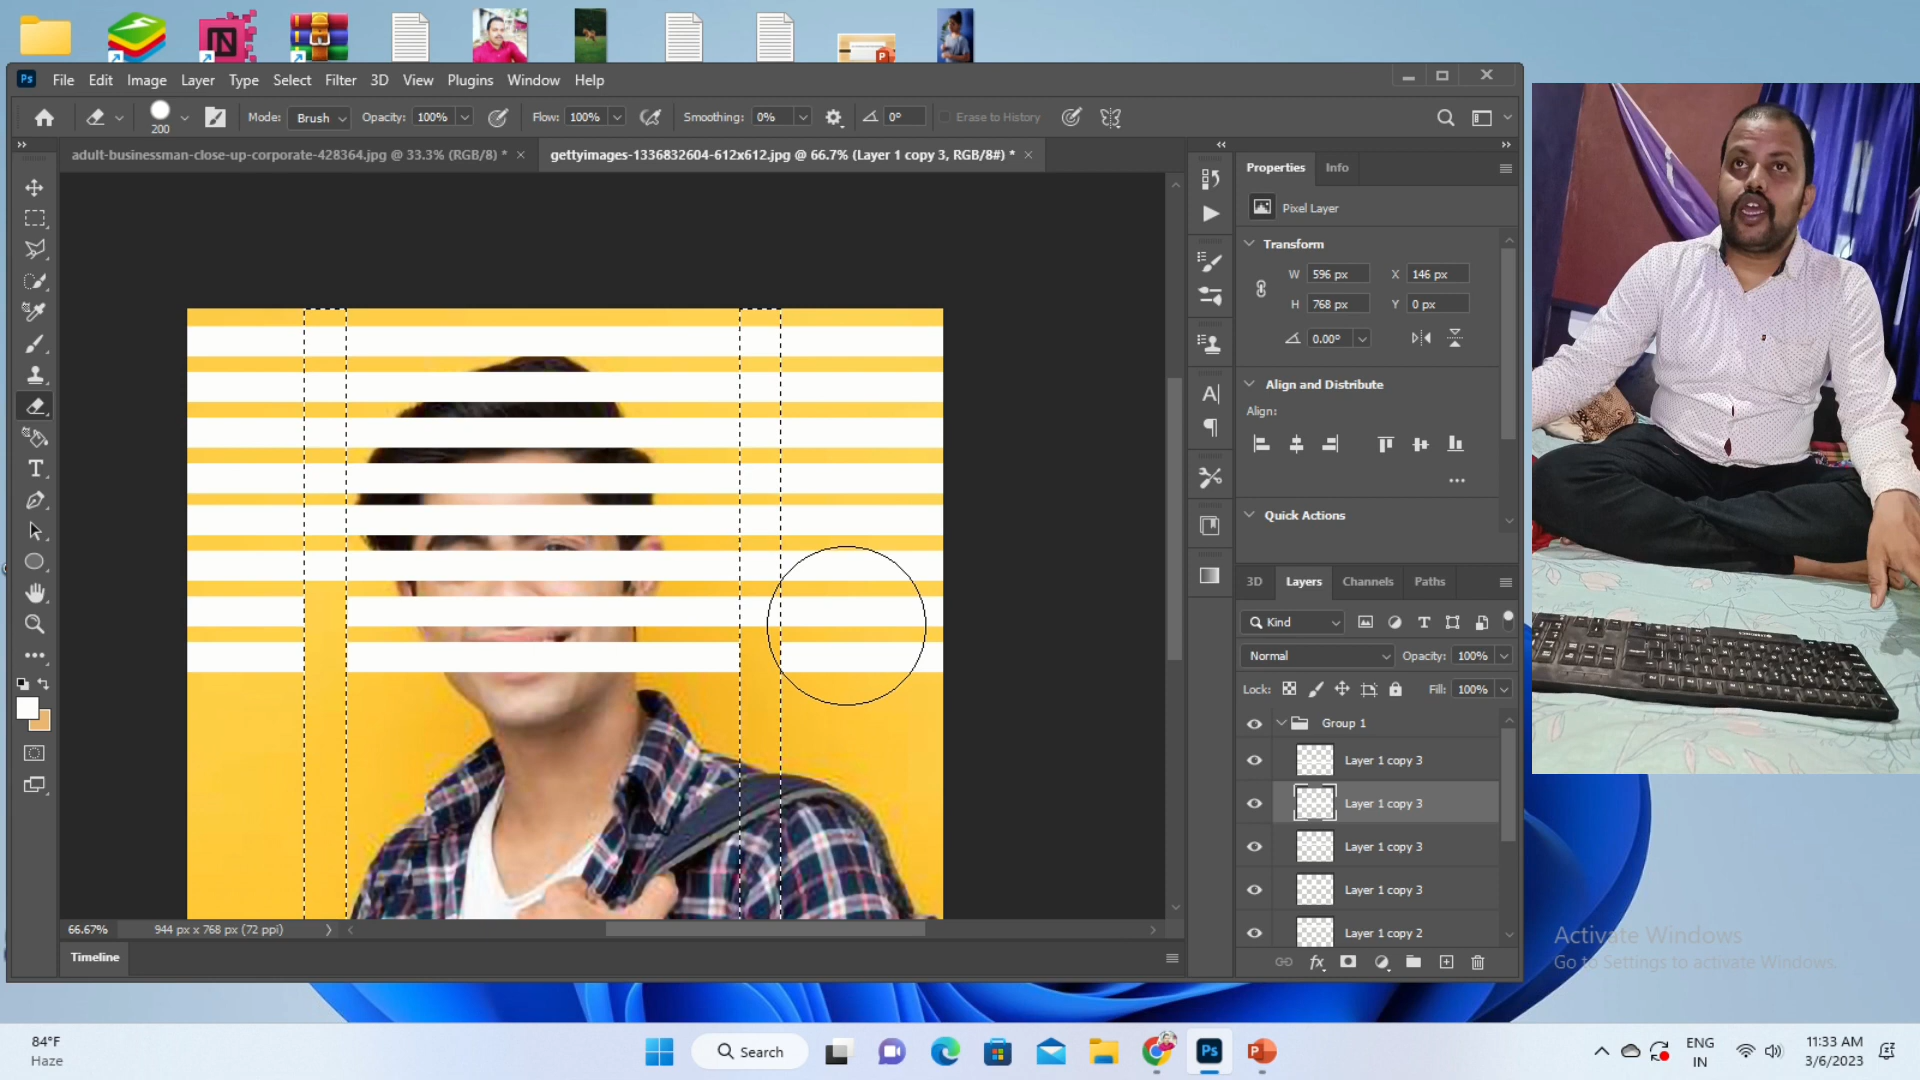 Ps File Edit Image Layer Type Select Filter 3D View Plugins Window Help
200 Mode: Brush Opacity: 100% Flow: 100% Smoothing: 0% 0° Erase to History
adult-businessman-close-up-corporate-428364.jpg @ 33.3% (RGB/8) * × gettyimages-1336832604-612x612.jpg @ 66.7% (Layer 1 copy 3, RGB/8#) * ×
Properties Info
Pixel Layer
Transform
W 596 px X 146 px
H 768 px Y 0 px
0.00°
Align and Distribute
Align:
Quick Actions
3D Layers Channels Paths
Kind
Normal Opacity: 100%
Lock: Fill: 100%
Group 1
Layer 1 copy 3
Layer 1 copy 3
Layer 1 copy 3
Layer 1 copy 3
Layer 1 copy 2
66.67% 944 px x 768 px (72 ppi)
Timeline
Activate Windows
Go to Settings to activate Windows.
84°F
Haze
Search
Ps
ENG
IN
11:33 AM
3/6/2023